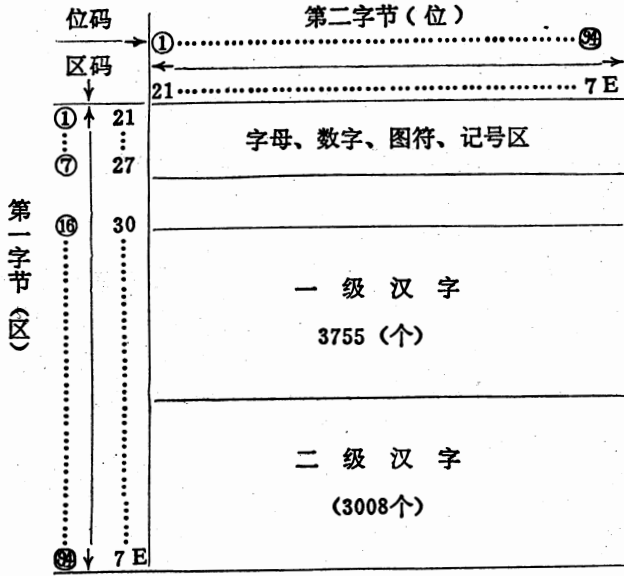 位码 第二字节(位)
①……㉔
区码
21……7E
① 21 字母、数字、图符、记号区
⑦ 27
⑯ 30
第一字节(区)
一级汉字
3755(个)
二级汉字
(3008个)
94 7E